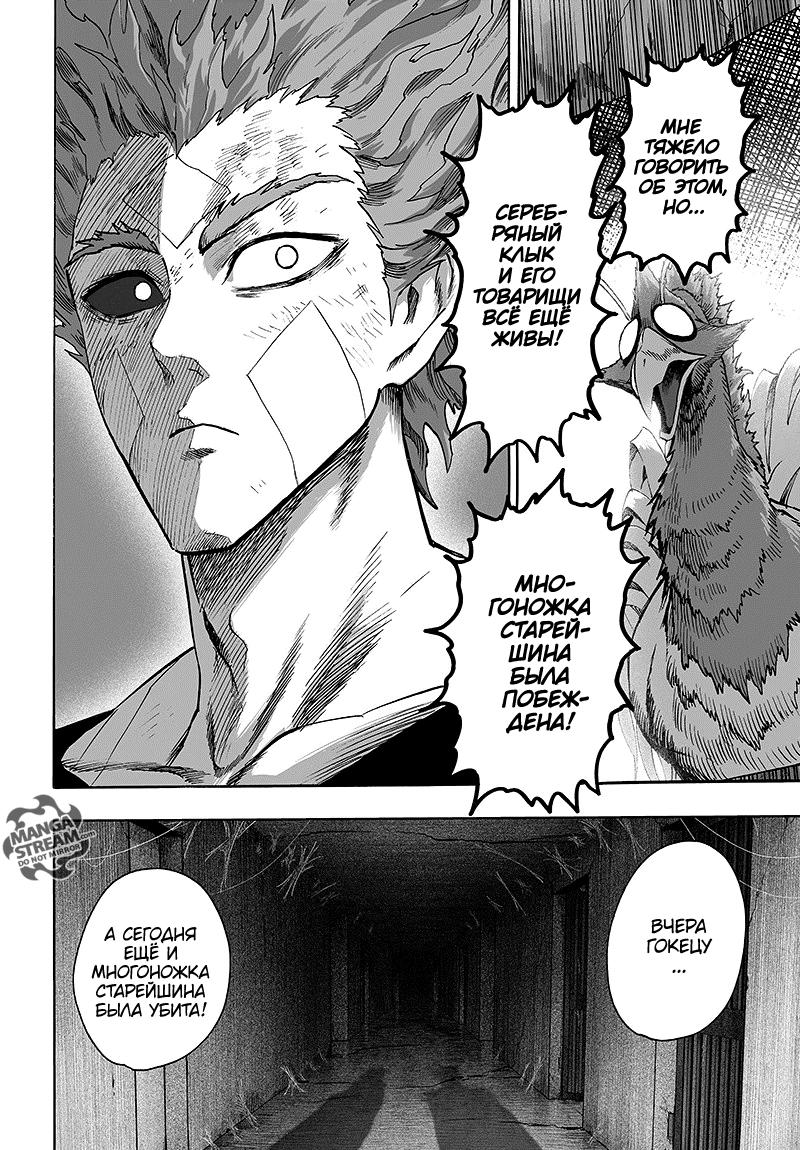 МНЕ
ТЯЖЕЛО
ГОВОРИТЬ
ОБ ЭТОМ,
НО...
СЕРЕБ-
РЯНЫЙ
КЛЫК
И ЕГО
ТОВАРИЩИ
ВСЁ ЕЩЁ
ЖИВЫ!
МНО-
ГОНОЖКА
СТАРЕЙ-
ШИНА
БЫЛА
ПОБЕЖ-
ДЕНА!
MANGA
STREAM.com
DO NOT MIRROR
ВЧЕРА
ГОКЕЦУ
...
А СЕГОДНЯ
ЕЩЁ И
МНОГОНОЖКА
СТАРЕЙШИНА
БЫЛА УБИТА!